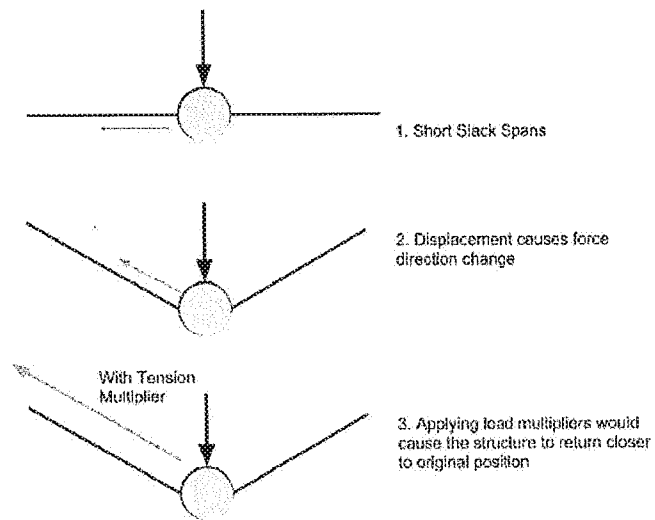 1. Short Slack Spans
2. Displacement causes force
direction change
With Tension
Multiplier
3. Applying load multipliers would
cause the structure to return closer
to original position